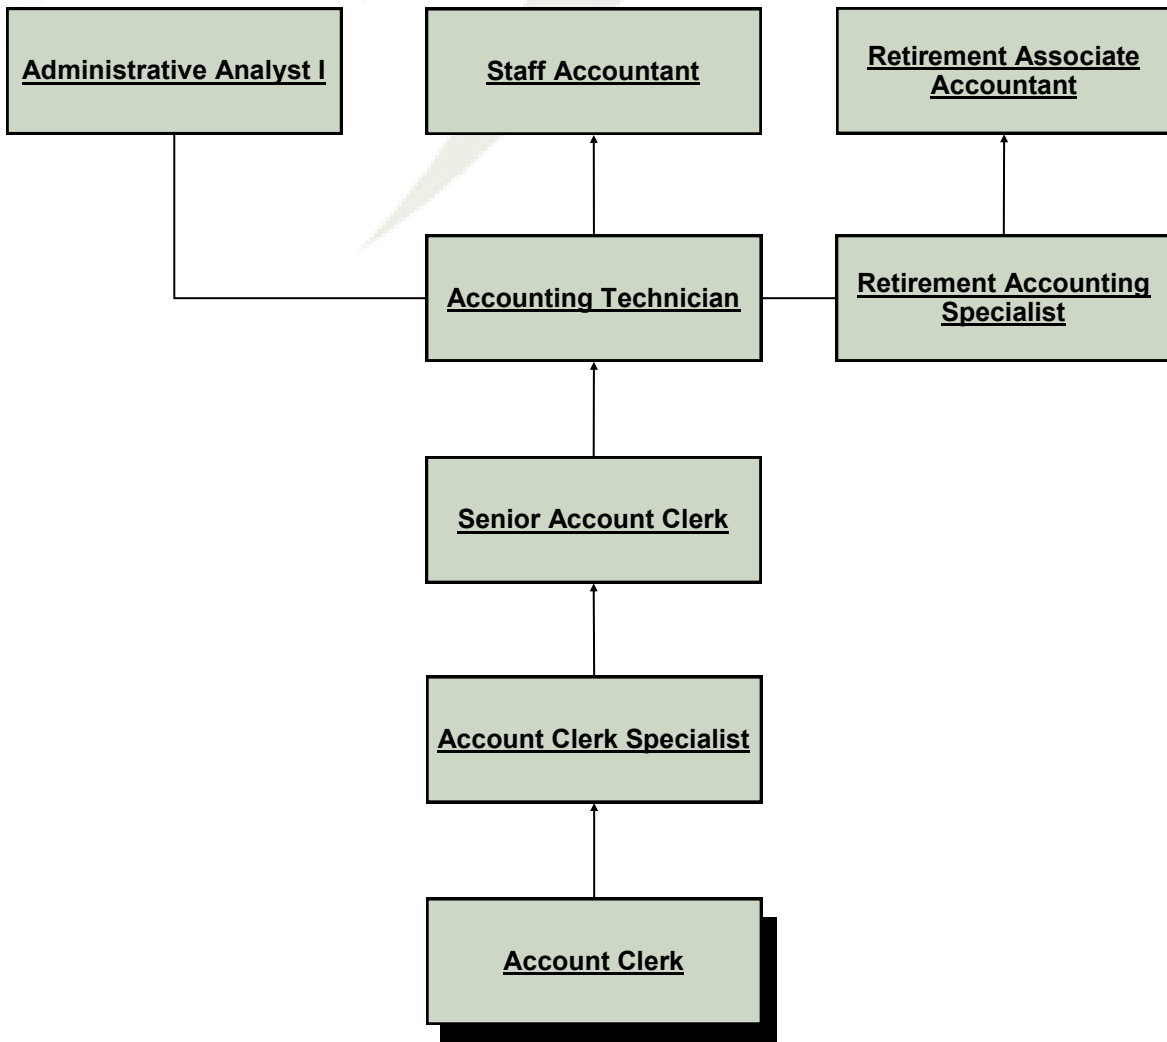 Administrative Analyst I
Staff Accountant
Retirement Associate
Accountant
Accounting Technician
Retirement Accounting
Specialist
Senior Account Clerk
Account Clerk Specialist
Account Clerk